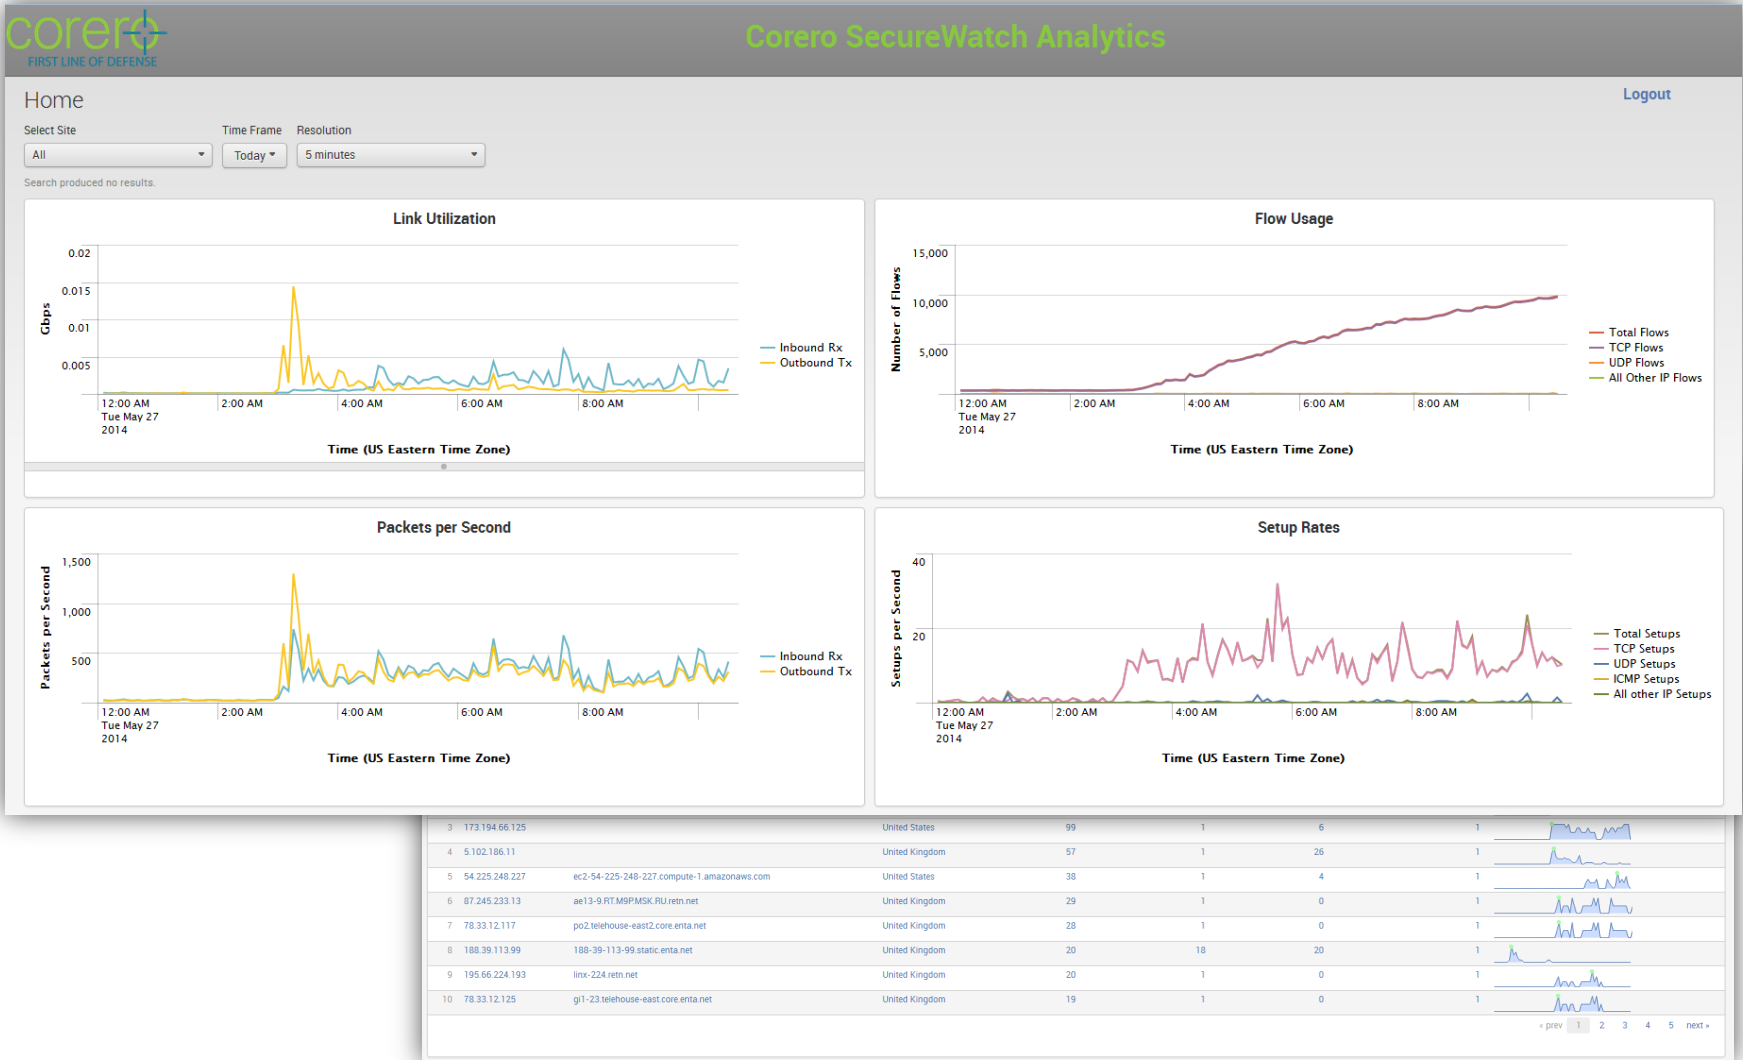 corero
FIRST LINE OF DEFENSE
Corero SecureWatch Analytics
Home
Logout
Select Site
Time Frame
Resolution
All
Today
5 minutes
Search produced no results.
Link Utilization
0.02
0.015
0.01
0.005
Gbps
12:00 AM
Tue May 27
2014
2:00 AM
4:00 AM
6:00 AM
8:00 AM
Time (US Eastern Time Zone)
Inbound Rx
Outbound Tx
Flow Usage
15,000
10,000
5,000
Number of Flows
12:00 AM
Tue May 27
2014
2:00 AM
4:00 AM
6:00 AM
8:00 AM
Time (US Eastern Time Zone)
Total Flows
TCP Flows
UDP Flows
All Other IP Flows
Packets per Second
1,500
1,000
500
Packets per Second
12:00 AM
Tue May 27
2014
2:00 AM
4:00 AM
6:00 AM
8:00 AM
Time (US Eastern Time Zone)
Inbound Rx
Outbound Tx
Setup Rates
40
20
Setups per Second
12:00 AM
Tue May 27
2014
2:00 AM
4:00 AM
6:00 AM
8:00 AM
Time (US Eastern Time Zone)
Total Setups
TCP Setups
UDP Setups
ICMP Setups
All other IP Setups
3 173.194.66.125 United States 99 1 6 1
4 5.102.186.11 United Kingdom 57 1 26 1
5 54.225.248.227 ec2-54-225-248-227.compute-1.amazonaws.com United States 38 1 4 1
6 87.245.233.13 ae13-9.RT.M9P.MSK.RU.retn.net United Kingdom 29 1 0 1
7 78.33.12.117 po2.telehouse-east2.core.enta.net United Kingdom 28 1 0 1
8 188.39.113.99 188-39-113-99.static.enta.net United Kingdom 20 18 20 1
9 195.66.224.193 linx-224.retn.net United Kingdom 20 1 0 1
10 78.33.12.125 gi1-23.telehouse-east.core.enta.net United Kingdom 19 1 0 1
« prev 1 2 3 4 5 next »